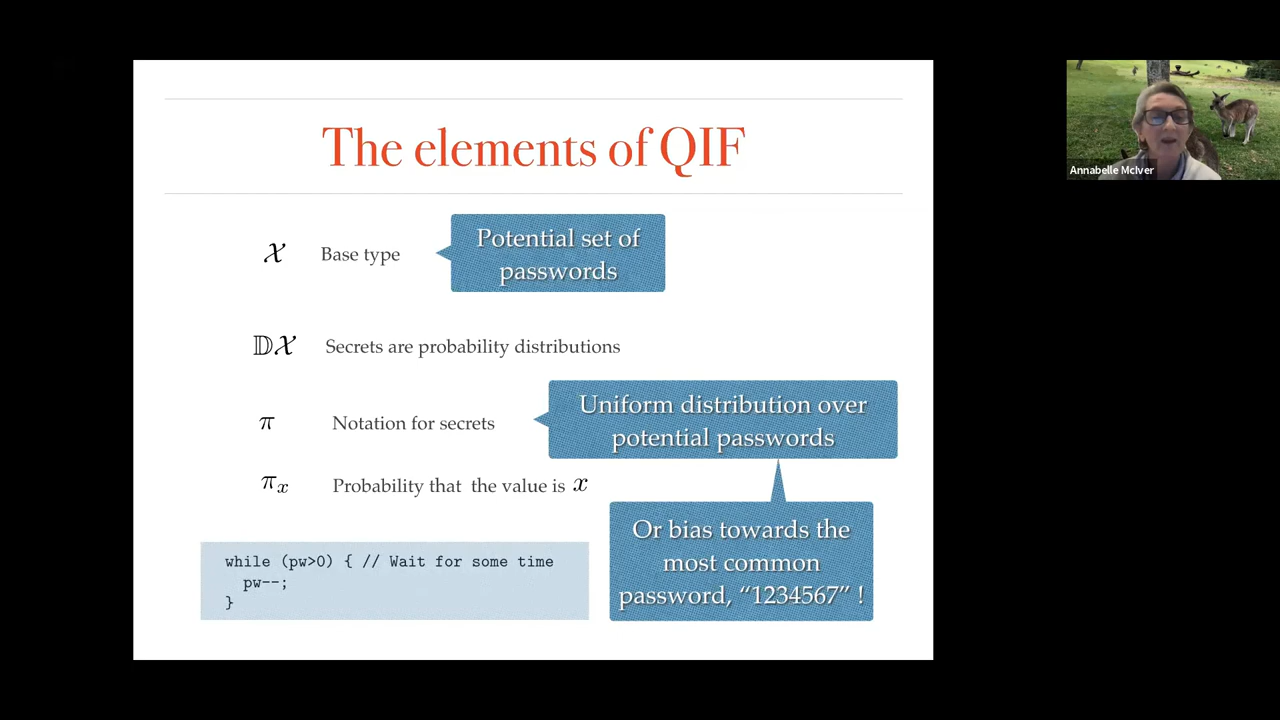 The elements of QIF
𝒳 Base type
Potential set of
passwords
𝔻𝒳 Secrets are probability distributions
π Notation for secrets
Uniform distribution over
potential passwords
πₓ Probability that the value is x
Or bias towards the
most common
password, “1234567” !
while (pw>0) { // Wait for some time
pw--;
}
Annabelle McIver